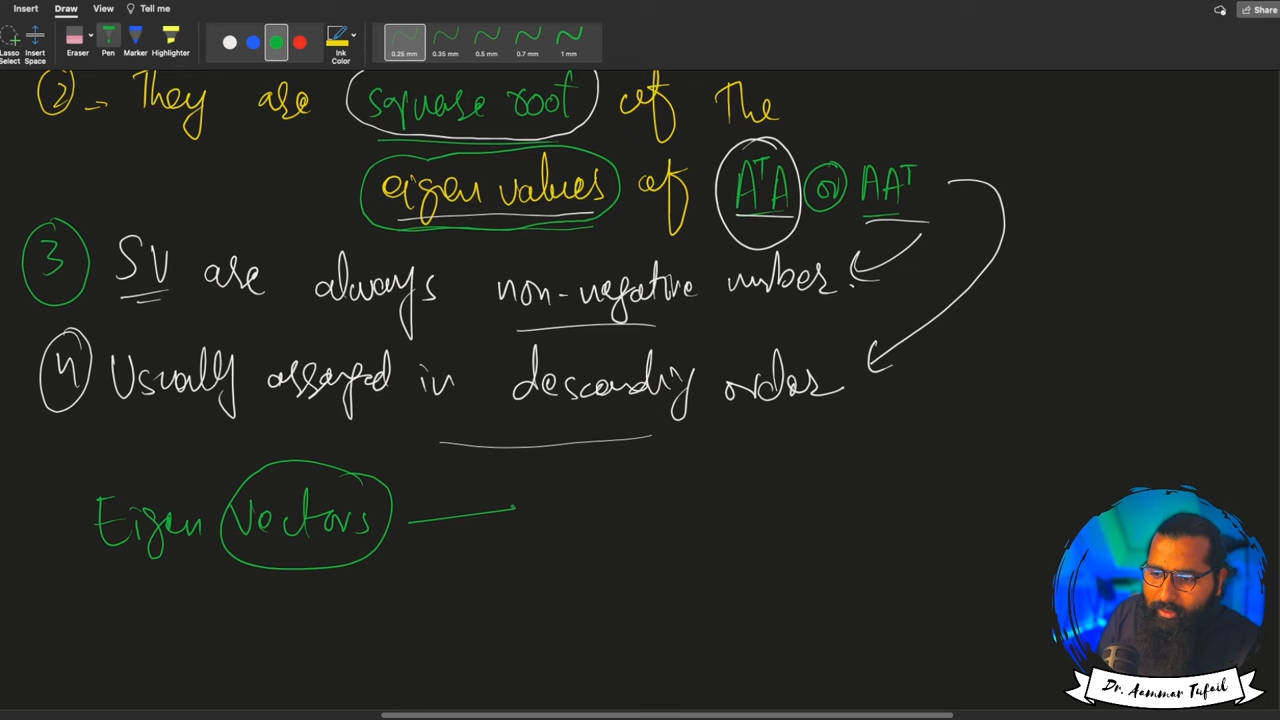 Insert Draw View Tell me
Share
Lasso Select
Insert Space
Eraser
Pen
Marker
Highlighter
Ink Color
0.25 mm
0.35 mm
0.5 mm
0.7 mm
1 mm
② - They are square root of the
eigen values of AᵀA or AAᵀ
3 SV are always non-negative number.
4 Usually arranged in descending order
Eigen Vectors
Dr. Aammar Tufail